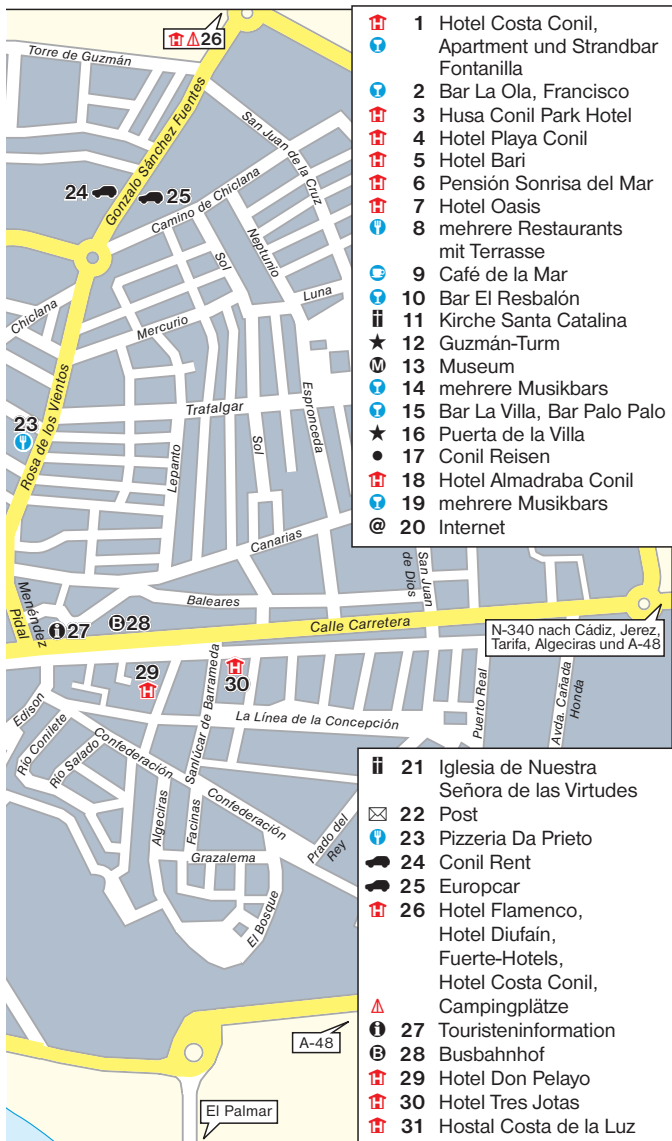 26
Torre de Guzmán
Gonzalo Sánchez Fuentes
San Juan de la Cruz
24
25
Camino de Chiclana
Neptunio
Sol
Luna
Chiclana
Mercurio
Espronceda
Rosa de los Vientos
23
Trafalgar
Lepanto
Sol
Canarias
San Juan de Dios
Menéndez Pidal
Baleares
i 27
B 28
Calle Carretera
N-340 nach Cádiz, Jerez,
Tarifa, Algeciras und A-48
29
30
Edison
Río Comilete
Río Salado
Confederación
Sanlúcar de Barrameda
La Línea de la Concepción
Puerto Real
Avda. Cañada Honda
Algeciras
Facinas
Confederación
Prado del Rey
Grazalema
El Bosque
A-48
El Palmar
H 1 Hotel Costa Conil,
Apartment und Strandbar
Fontanilla
2 Bar La Ola, Francisco
H 3 Husa Conil Park Hotel
H 4 Hotel Playa Conil
H 5 Hotel Bari
H 6 Pensión Sonrisa del Mar
H 7 Hotel Oasis
8 mehrere Restaurants
mit Terrasse
9 Café de la Mar
10 Bar El Resbalón
11 Kirche Santa Catalina
12 Guzmán-Turm
M 13 Museum
14 mehrere Musikbars
15 Bar La Villa, Bar Palo Palo
16 Puerta de la Villa
17 Conil Reisen
H 18 Hotel Almadraba Conil
19 mehrere Musikbars
@ 20 Internet
21 Iglesia de Nuestra
Señora de las Virtudes
22 Post
23 Pizzeria Da Prieto
24 Conil Rent
25 Europcar
H 26 Hotel Flamenco,
Hotel Diufaín,
Fuerte-Hotels,
Hotel Costa Conil,
Campingplätze
i 27 Touristeninformation
B 28 Busbahnhof
H 29 Hotel Don Pelayo
H 30 Hotel Tres Jotas
H 31 Hostal Costa de la Luz